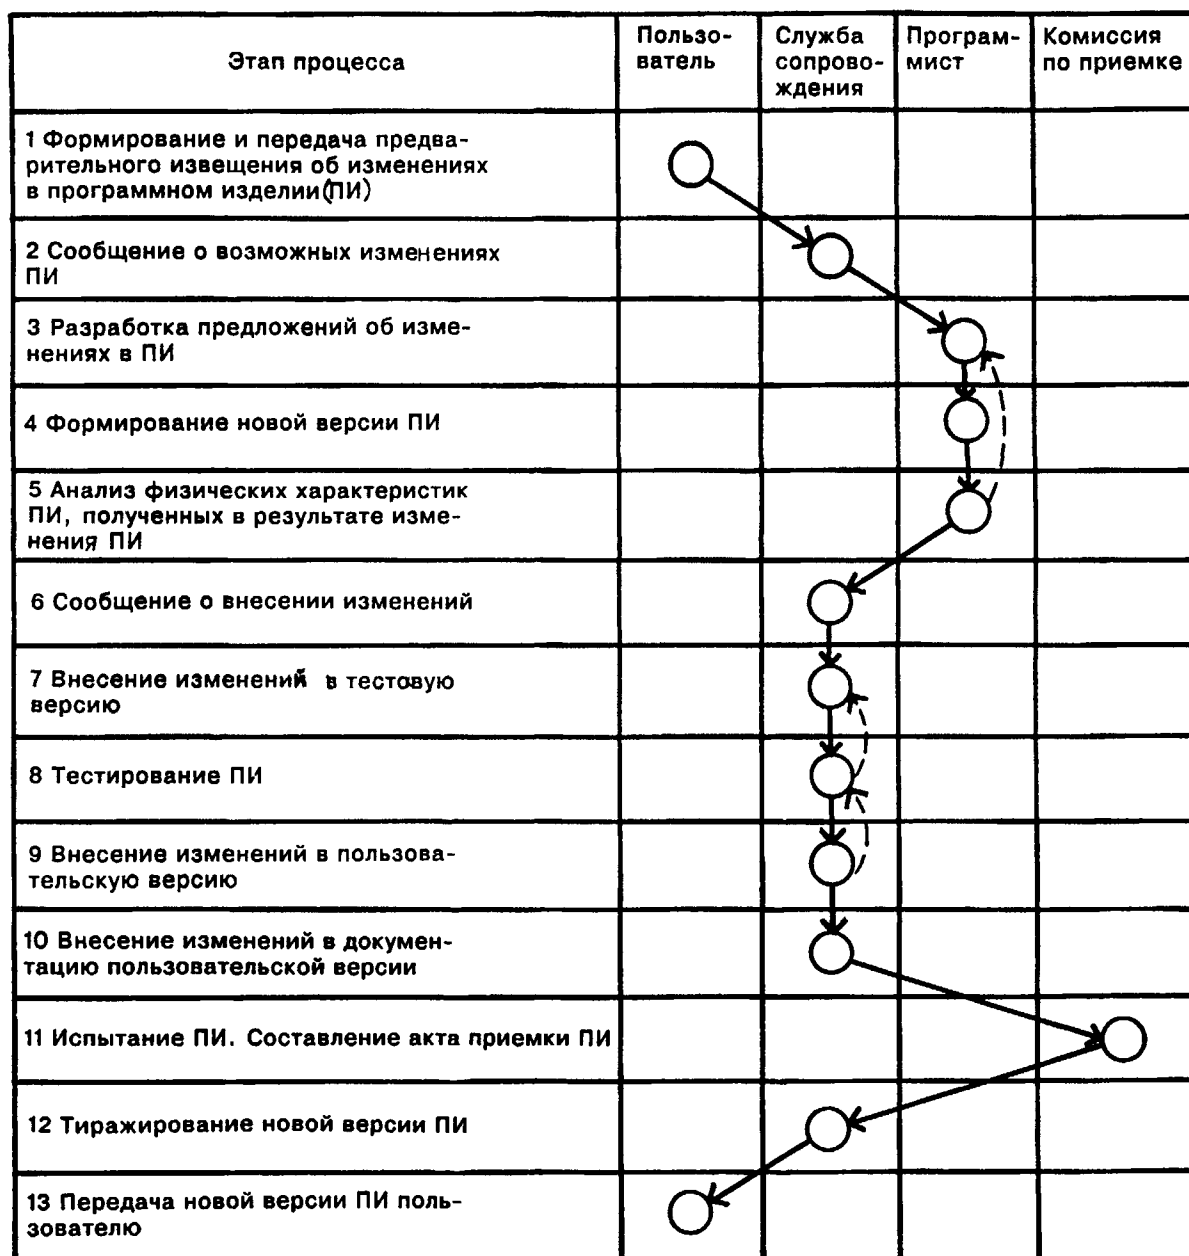 Этап процесса
Пользо-
ватель
Служба
сопрово-
ждения
Програм-
мист
Комиссия
по приемке
1 Формирование и передача предва-
рительного извещения об изменениях
в программном изделии(ПИ)
2 Сообщение о возможных изменениях
ПИ
3 Разработка предложений об изме-
нениях в ПИ
4 Формирование новой версии ПИ
5 Анализ физических характеристик
ПИ, полученных в результате изме-
нения ПИ
6 Сообщение о внесении изменений
7 Внесение изменений в тестовую
версию
8 Тестирование ПИ
9 Внесение изменений в пользова-
тельскую версию
10 Внесение изменений в докумен-
тацию пользовательской версии
11 Испытание ПИ. Составление акта приемки ПИ
12 Тиражирование новой версии ПИ
13 Передача новой версии ПИ поль-
зователю